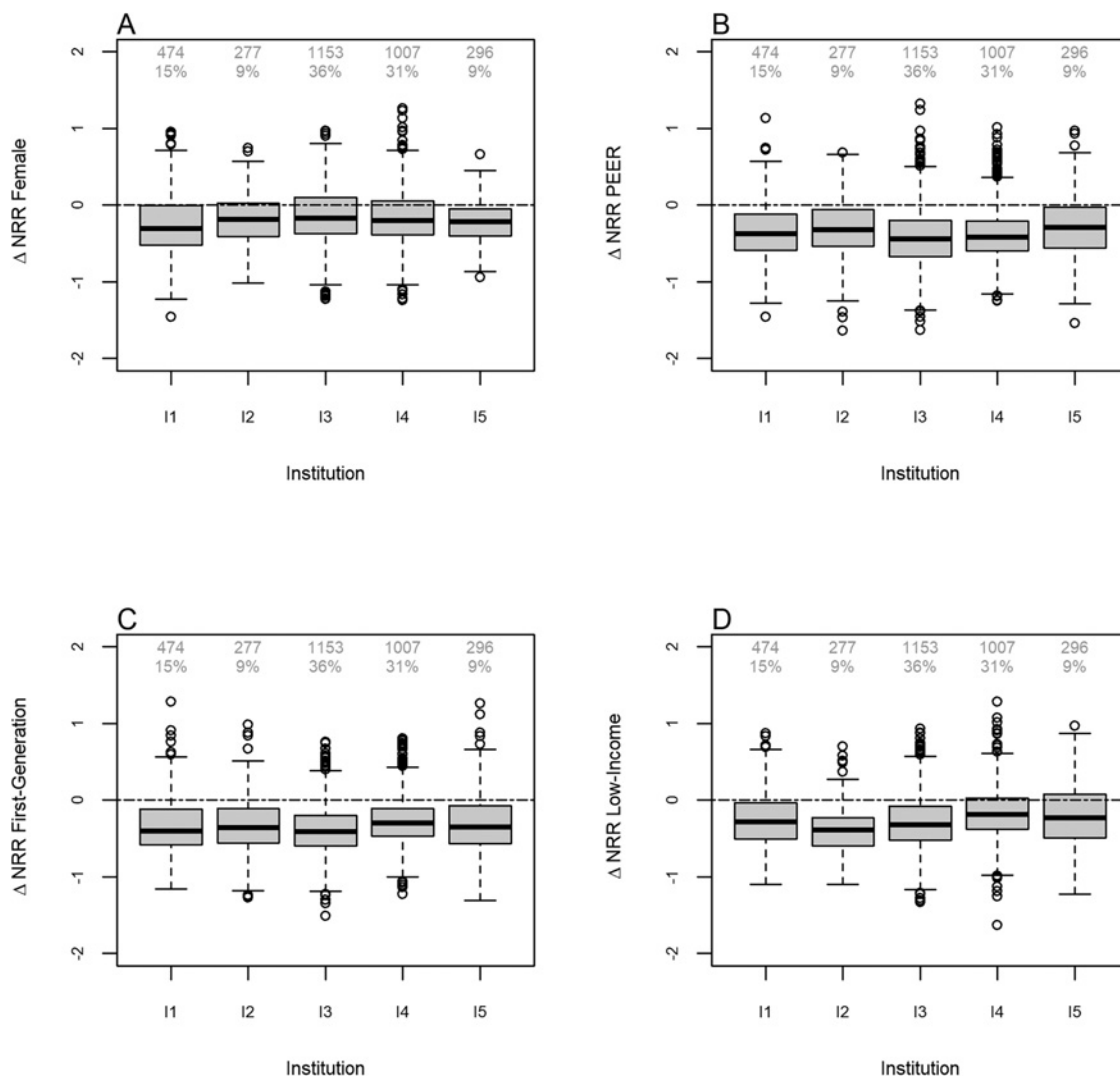 A
474 277 1153 1007 296
15% 9% 36% 31% 9%
2
1
0
-1
-2
Δ NRR Female
I1 I2 I3 I4 I5
Institution
B
474 277 1153 1007 296
15% 9% 36% 31% 9%
2
1
0
-1
-2
Δ NRR PEER
I1 I2 I3 I4 I5
Institution
C
474 277 1153 1007 296
15% 9% 36% 31% 9%
2
1
0
-1
-2
Δ NRR First-Generation
I1 I2 I3 I4 I5
Institution
D
474 277 1153 1007 296
15% 9% 36% 31% 9%
2
1
0
-1
-2
Δ NRR Low-Income
I1 I2 I3 I4 I5
Institution